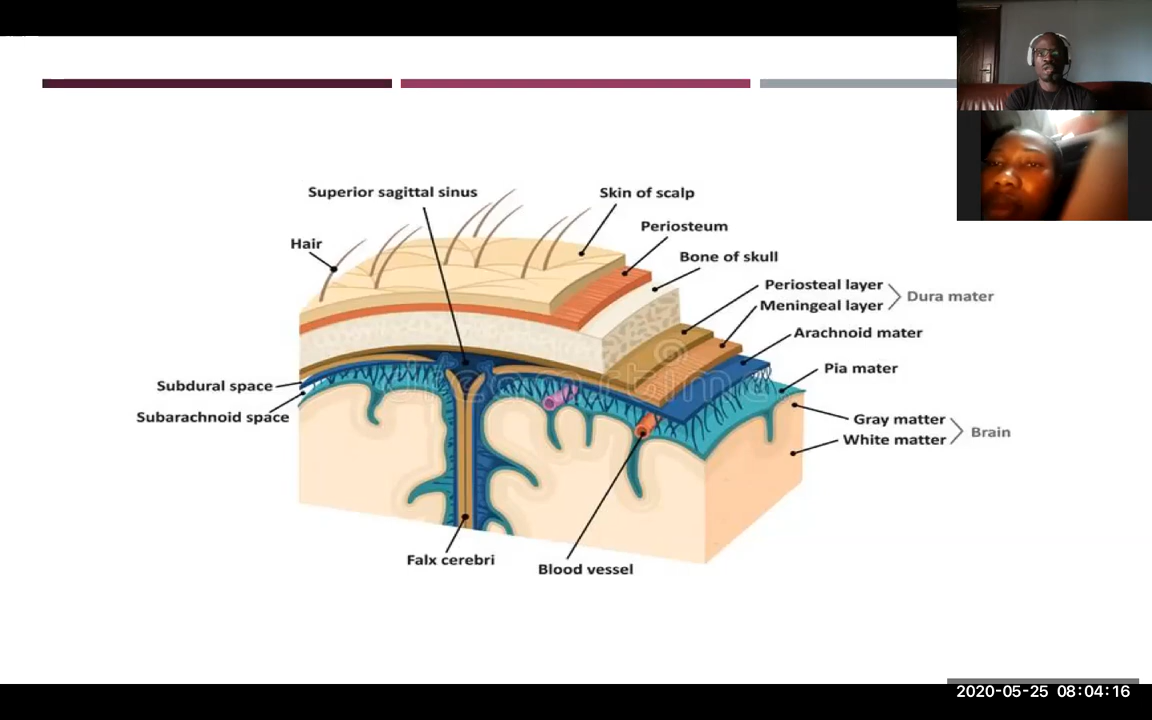 Superior sagittal sinus
Skin of scalp
Periosteum
Hair
Bone of skull
Periosteal layer
Meningeal layer
Dura mater
Arachnoid mater
Pia mater
Subdural space
Subarachnoid space
Gray matter
White matter
Brain
Falx cerebri
Blood vessel
2020-05-25 08:04:16